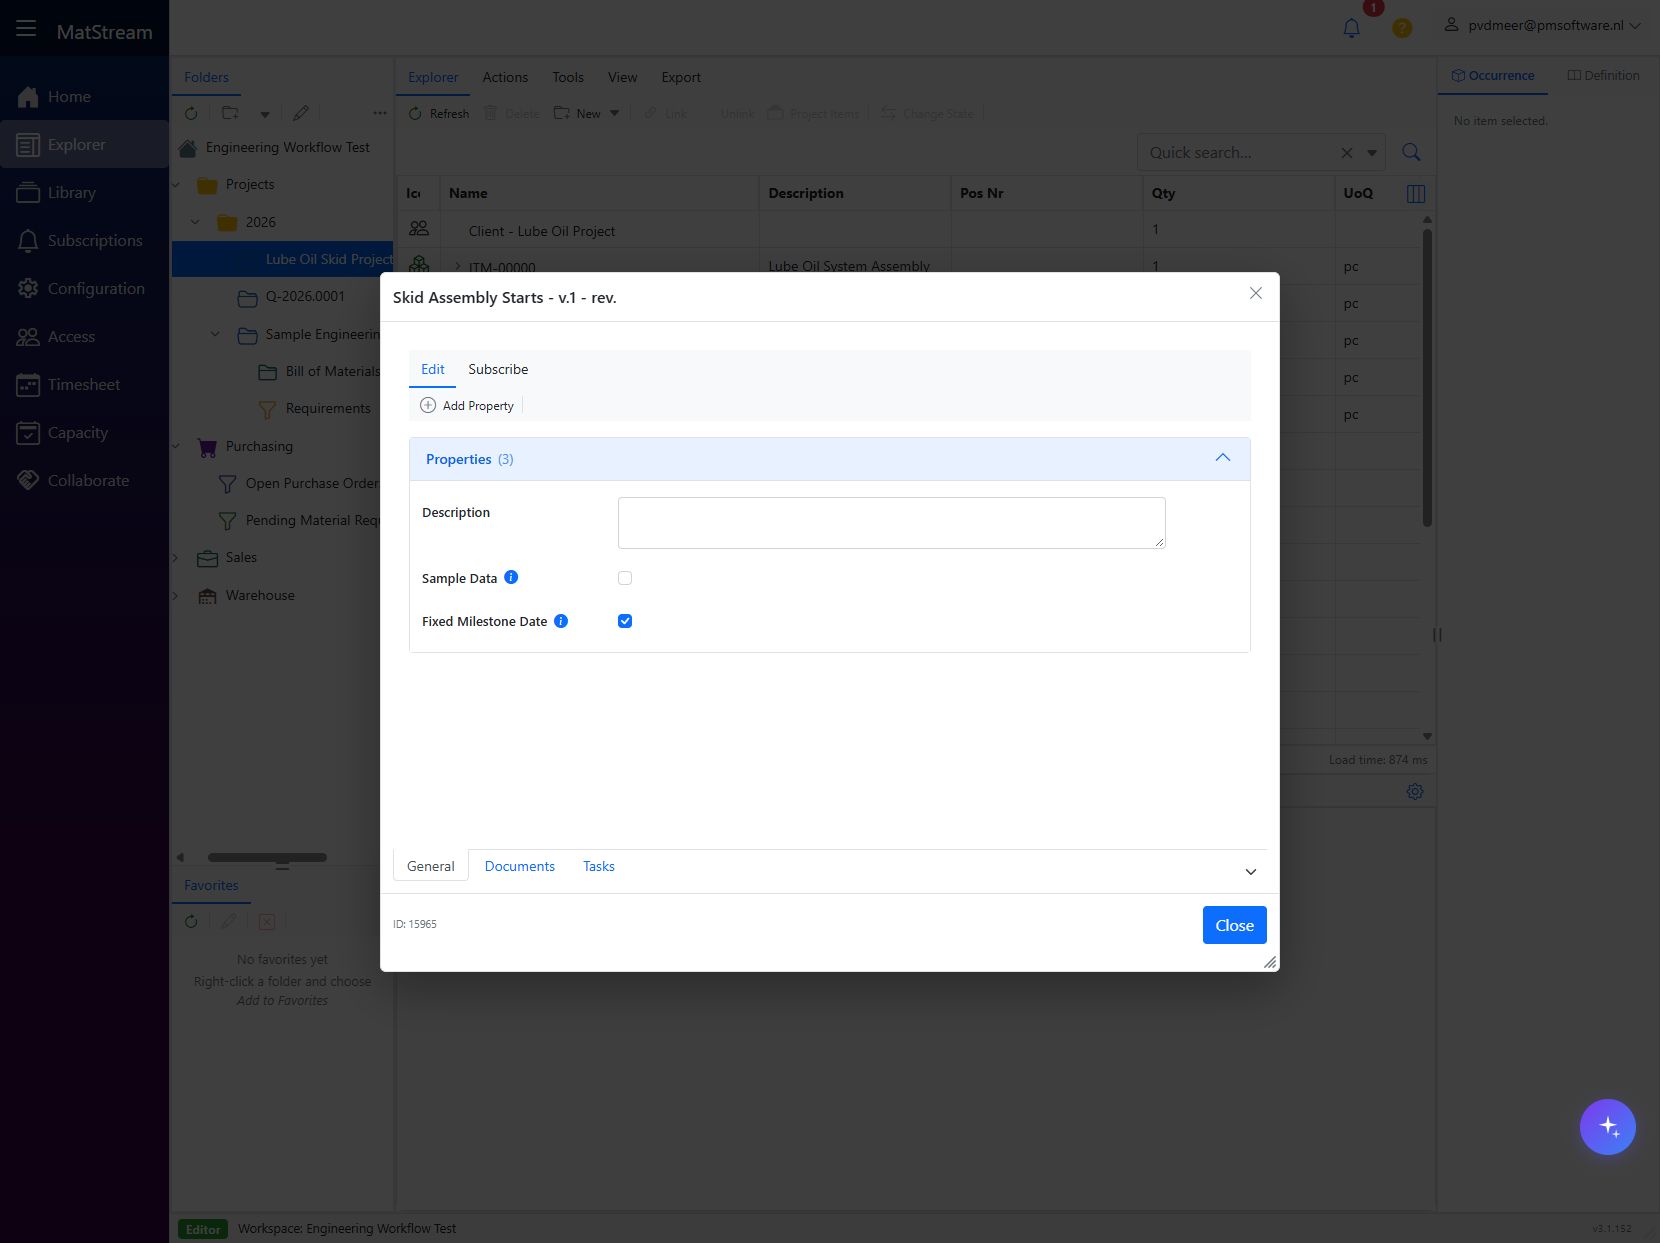 MatStream
1
?
pvdmeer@pmsoftware.nl
Home
Explorer
Library
Subscriptions
Configuration
Access
Timesheet
Capacity
Collaborate
Folders
Engineering Workflow Test
Projects
2026
Lube Oil Skid Project
Q-2026.0001
Sample Engineerin
Bill of Materials
Requirements
Purchasing
Open Purchase Order
Pending Material Req
Sales
Warehouse
Favorites
No favorites yet
Right-click a folder and choose
Add to Favorites
Explorer Actions Tools View Export
Refresh Delete New Link Unlink Project Items Change State
Quick search...
Name Description Pos Nr Qty UoQ
Client - Lube Oil Project 1
ITM-00000 Lube Oil System Assembly 1 pc
pc
pc
pc
pc
Load time: 874 ms
Occurrence Definition
No item selected.
Skid Assembly Starts - v.1 - rev.
Edit Subscribe
Add Property
Properties (3)
Description
Sample Data i
Fixed Milestone Date i
General Documents Tasks
ID: 15965
Close
Editor Workspace: Engineering Workflow Test
v3.1.152